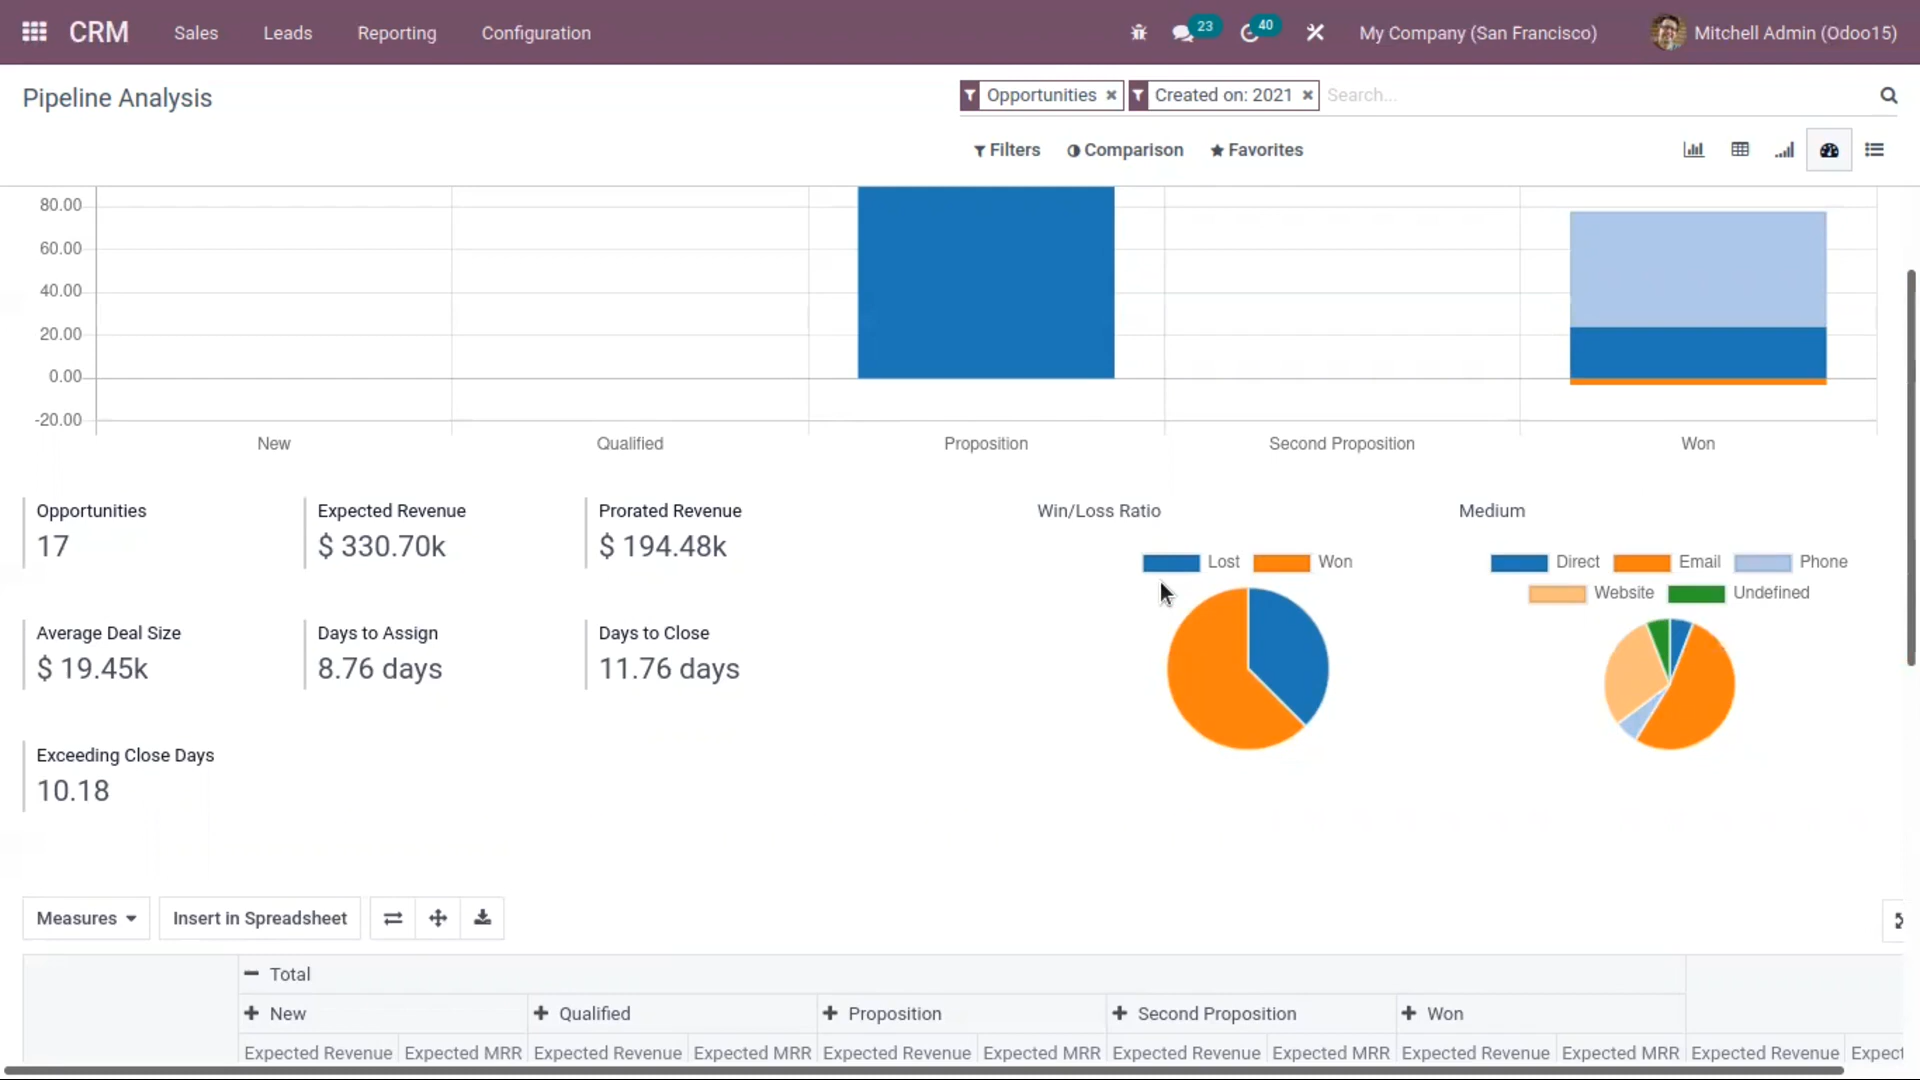 CRM Sales Leads Reporting Configuration 23 40 My Company (San Francisco) Mitchell Admin (Odoo15)
Pipeline Analysis Opportunities × Created on: 2021 × Search...
Filters Comparison Favorites
80.00
60.00
40.00
20.00
0.00
-20.00
New Qualified Proposition Second Proposition Won
Opportunities Expected Revenue Prorated Revenue Win/Loss Ratio Medium
17 $ 330.70k $ 194.48k
Lost Won Direct Email Phone
Website Undefined
Average Deal Size Days to Assign Days to Close
$ 19.45k 8.76 days 11.76 days
Exceeding Close Days
10.18
Measures Insert in Spreadsheet
Total
New Qualified Proposition Second Proposition Won
Expected Revenue Expected MRR Expected Revenue Expected MRR Expected Revenue Expected MRR Expected Revenue Expected MRR Expected Revenue Expected MRR Expected Revenue Expect